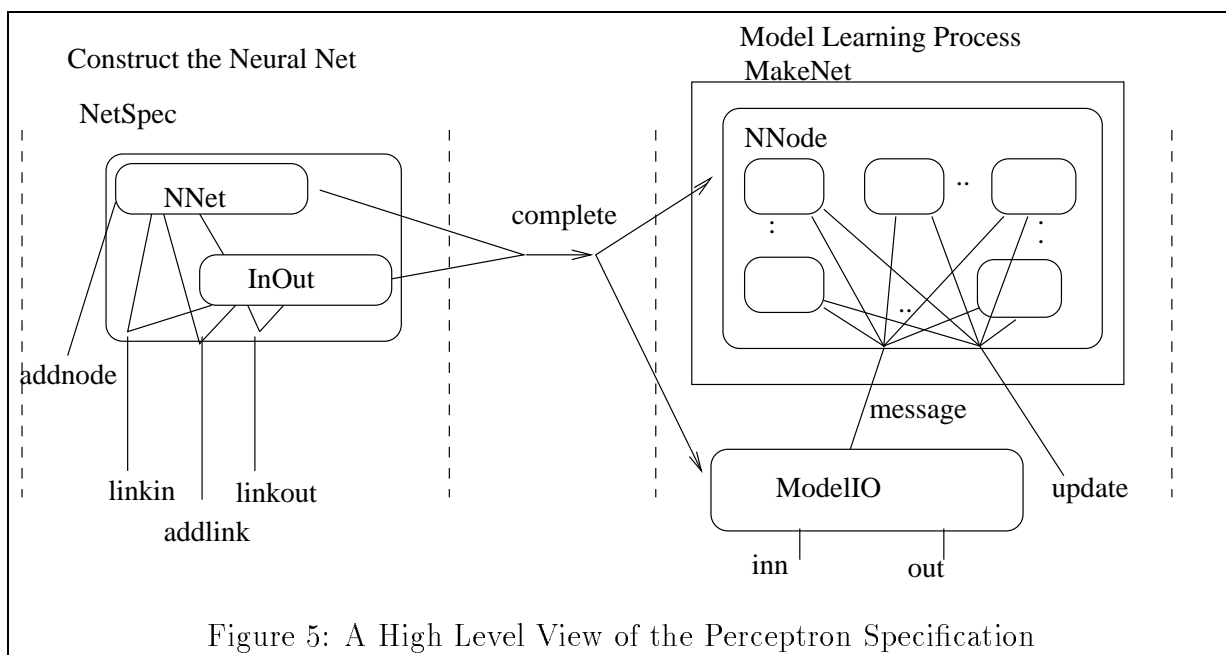 Construct the Neural Net
Model Learning Process
MakeNet
NetSpec
NNode
NNet
..
complete
:
:
InOut
..
addnode
message
linkin
linkout
ModelIO
update
addlink
inn
out
Figure 5: A High Level View of the Perceptron Specification